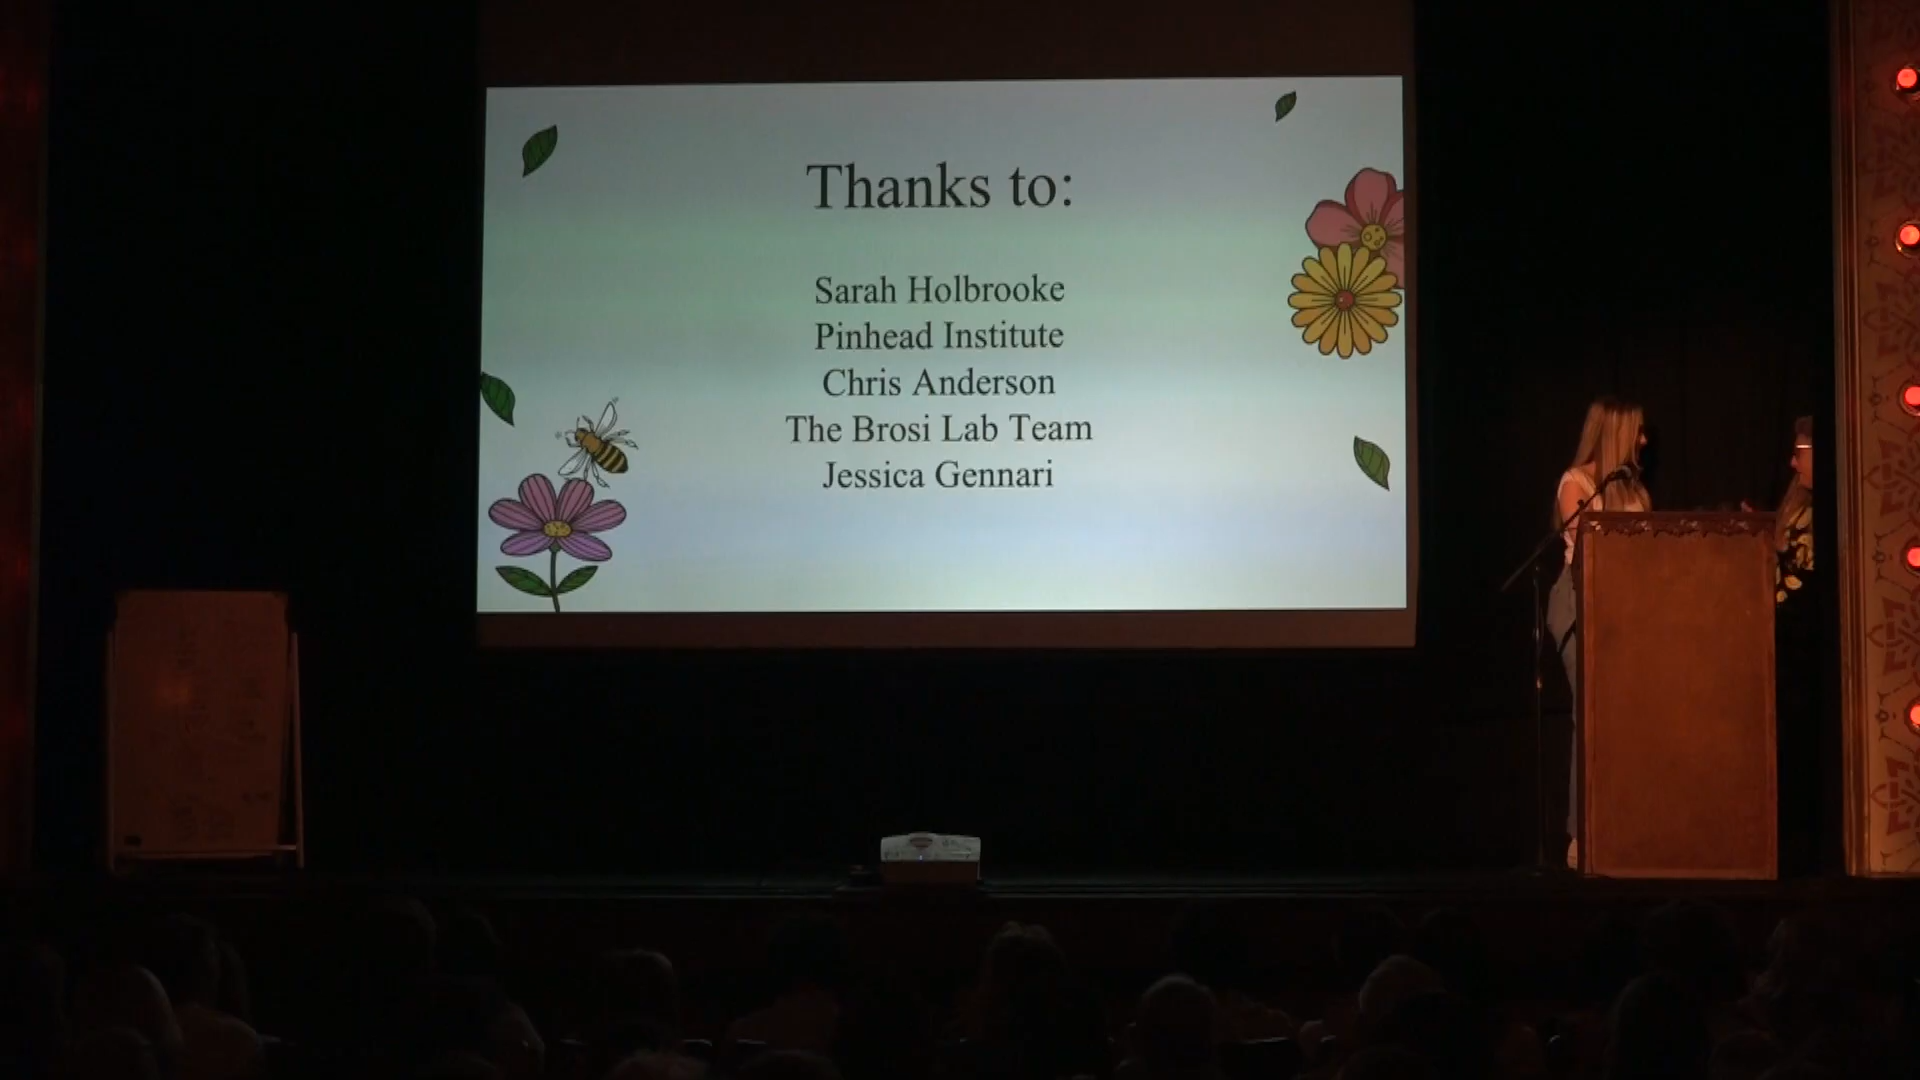 Thanks to:
Sarah Holbrooke
Pinhead Institute
Chris Anderson
The Brosi Lab Team
Jessica Gennari